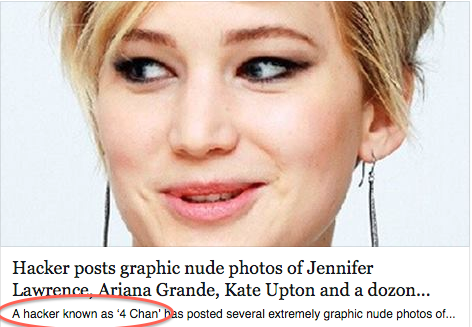 Hacker posts graphic nude photos of Jennifer
Lawrence, Ariana Grande, Kate Upton and a dozon...
A hacker known as '4 Chan' has posted several extremely graphic nude photos of...